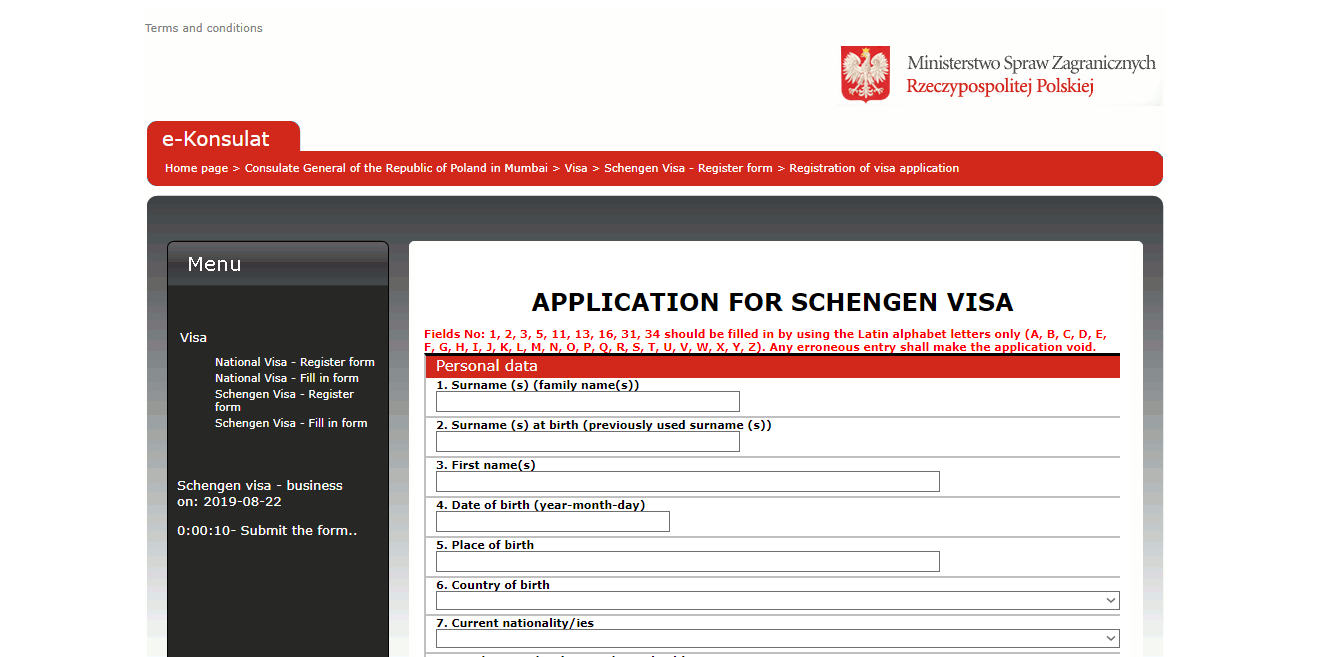 Terms and conditions
Ministerstwo Spraw Zagranicznych
Rzeczypospolitej Polskiej
e-Konsulat
Home page > Consulate General of the Republic of Poland in Mumbai > Visa > Schengen Visa - Register form > Registration of visa application
Menu
Visa
National Visa - Register form
National Visa - Fill in form
Schengen Visa - Register
form
Schengen Visa - Fill in form
Schengen visa - business
on: 2019-08-22
0:00:10- Submit the form..
APPLICATION FOR SCHENGEN VISA
Fields No: 1, 2, 3, 5, 11, 13, 16, 31, 34 should be filled in by using the Latin alphabet letters only (A, B, C, D, E,
F, G, H, I, J, K, L, M, N, O, P, Q, R, S, T, U, V, W, X, Y, Z). Any erroneous entry shall make the application void.
Personal data
1. Surname (s) (family name(s))
2. Surname (s) at birth (previously used surname (s))
3. First name(s)
4. Date of birth (year-month-day)
5. Place of birth
6. Country of birth
7. Current nationality/ies